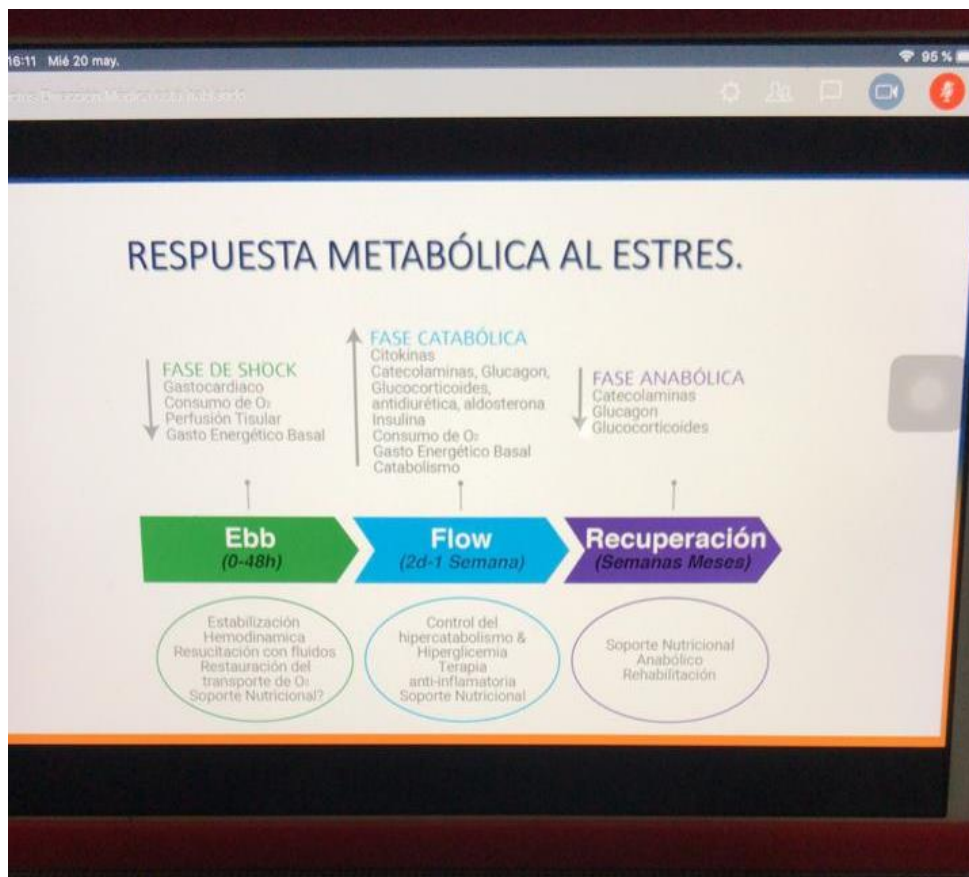 16:11 Mié 20 may.
95 %
RESPUESTA METABÓLICA AL ESTRES.
FASE DE SHOCK
Gastocardiaco
Consumo de O₂
Perfusión Tisular
Gasto Energético Basal
FASE CATABÓLICA
Citokinas
Catecolaminas, Glucagon,
Glucocorticoides,
antidiurética, aldosterona
Insulina
Consumo de O₂
Gasto Energético Basal
Catabolismo
FASE ANABÓLICA
Catecolaminas
Glucagon
Glucocorticoides
Ebb
(0-48h)
Flow
(2d-1 Semana)
Recuperación
(Semanas Meses)
Estabilización
Hemodinamica
Resucitación con fluidos
Restauración del
transporte de O₂
Soporte Nutricional?
Control del
hipercatabolismo &
Hiperglicemia
Terapia
anti-inflamatoria
Soporte Nutricional
Soporte Nutricional
Anabólico
Rehabilitación